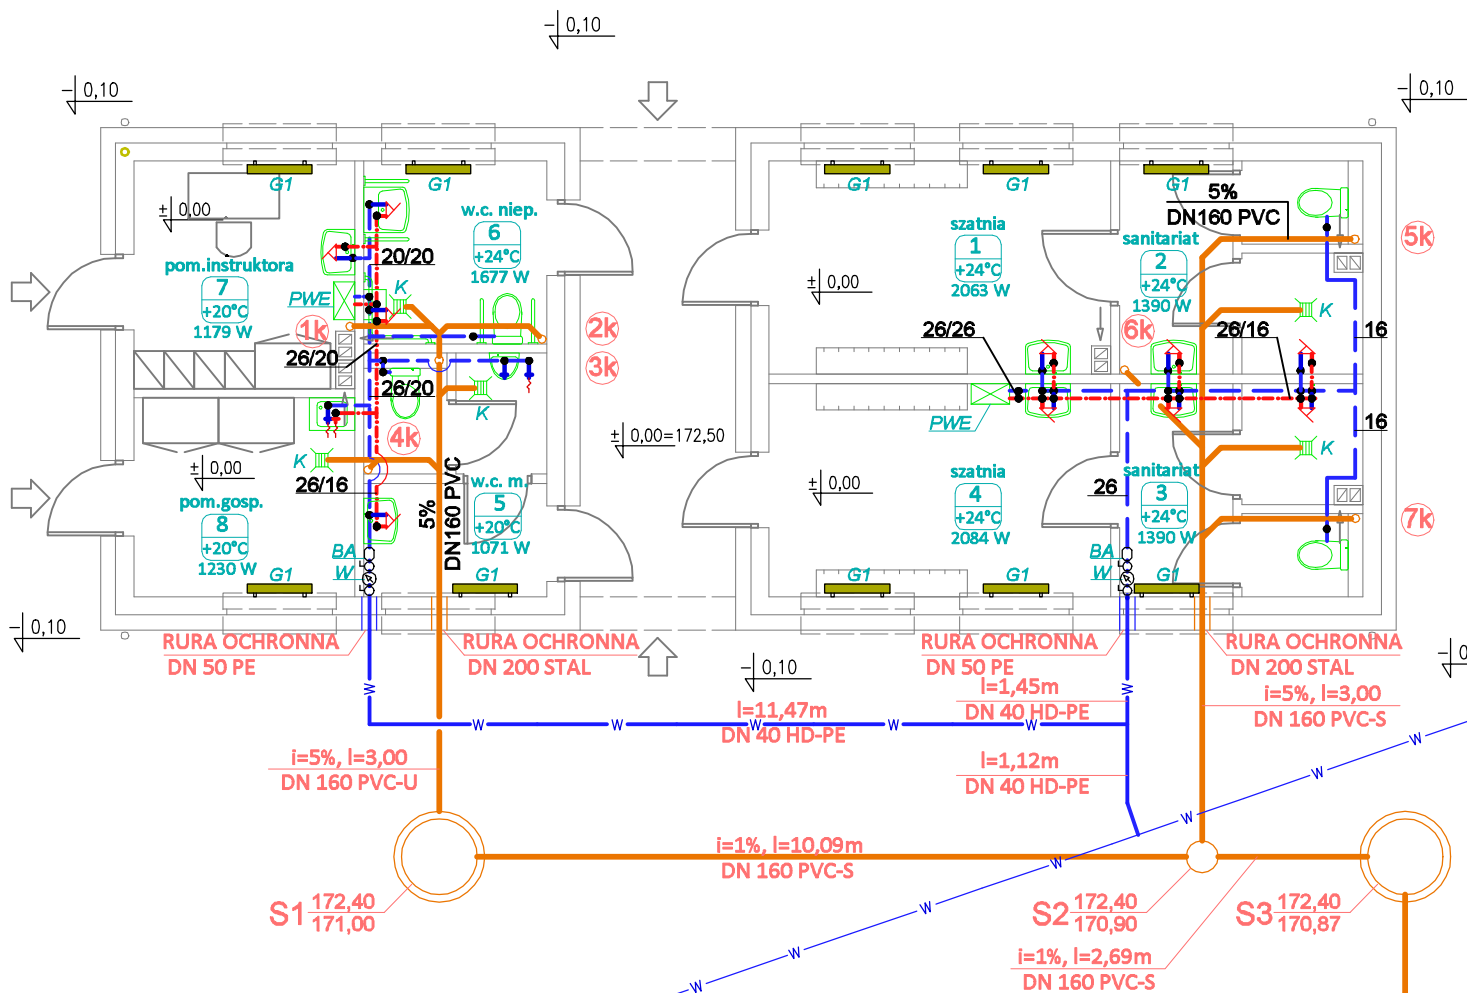 - 0,10
- 0,10
- 0,10
G1
G1
G1
G1
G1
± 0,00
5%
DN160 PVC
w.c. niep.
6
+24°C
1677 W
szatnia
1
+24°C
2063 W
sanitariat
2
+24°C
1390 W
5k
20/20
pom.instruktora
7
+20°C
1179 W
PWE
K
± 0,00
K
1k
2k
6k
26/26
26/16
16
26/20
3k
26/20
K
PWE
4k
± 0,00=172,50
16
K
± 0,00
K
26/16
5%
DN160 PVC
± 0,00
26
szatnia
4
+24°C
2084 W
sanitariat
3
+24°C
1390 W
7k
pom.gosp.
8
+20°C
1230 W
w.c. m.
5
+20°C
1071 W
BA
W
BA
W
G1
G1
G1
G1
G1
- 0,10
RURA OCHRONNA
DN 50 PE
RURA OCHRONNA
DN 200 STAL
RURA OCHRONNA
DN 50 PE
RURA OCHRONNA
DN 200 STAL
- 0,10
l=1,45m
DN 40 HD-PE
i=5%, l=3,00
DN 160 PVC-S
W
W
l=11,47m
DN 40 HD-PE
W
W
W
W
W
W
i=5%, l=3,00
DN 160 PVC-U
l=1,12m
DN 40 HD-PE
W
W
i=1%, l=10,09m
DN 160 PVC-S
W
W
W
W
S1 172,40
171,00
S2 172,40
170,90
S3 172,40
170,87
i=1%, l=2,69m
DN 160 PVC-S